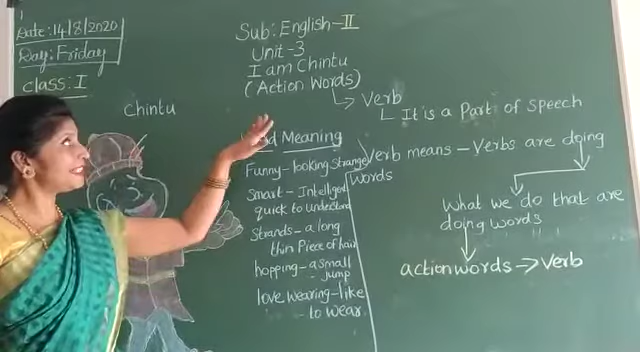 Date: 14/8/2020
Day: Friday
Class: I
Sub: English-II
Unit-3
I am Chintu
(Action Words)
Verb
It is a Part of speech
Chintu
Meaning
Funny-looking strange
Smart- Intelligent
quick to understand
Strands-a long
thin Piece of hair
hopping-a small
jump
love wearing-like
to wear
Verb means-Verbs are doing
Words
What we do that are
doing words
action words → Verb